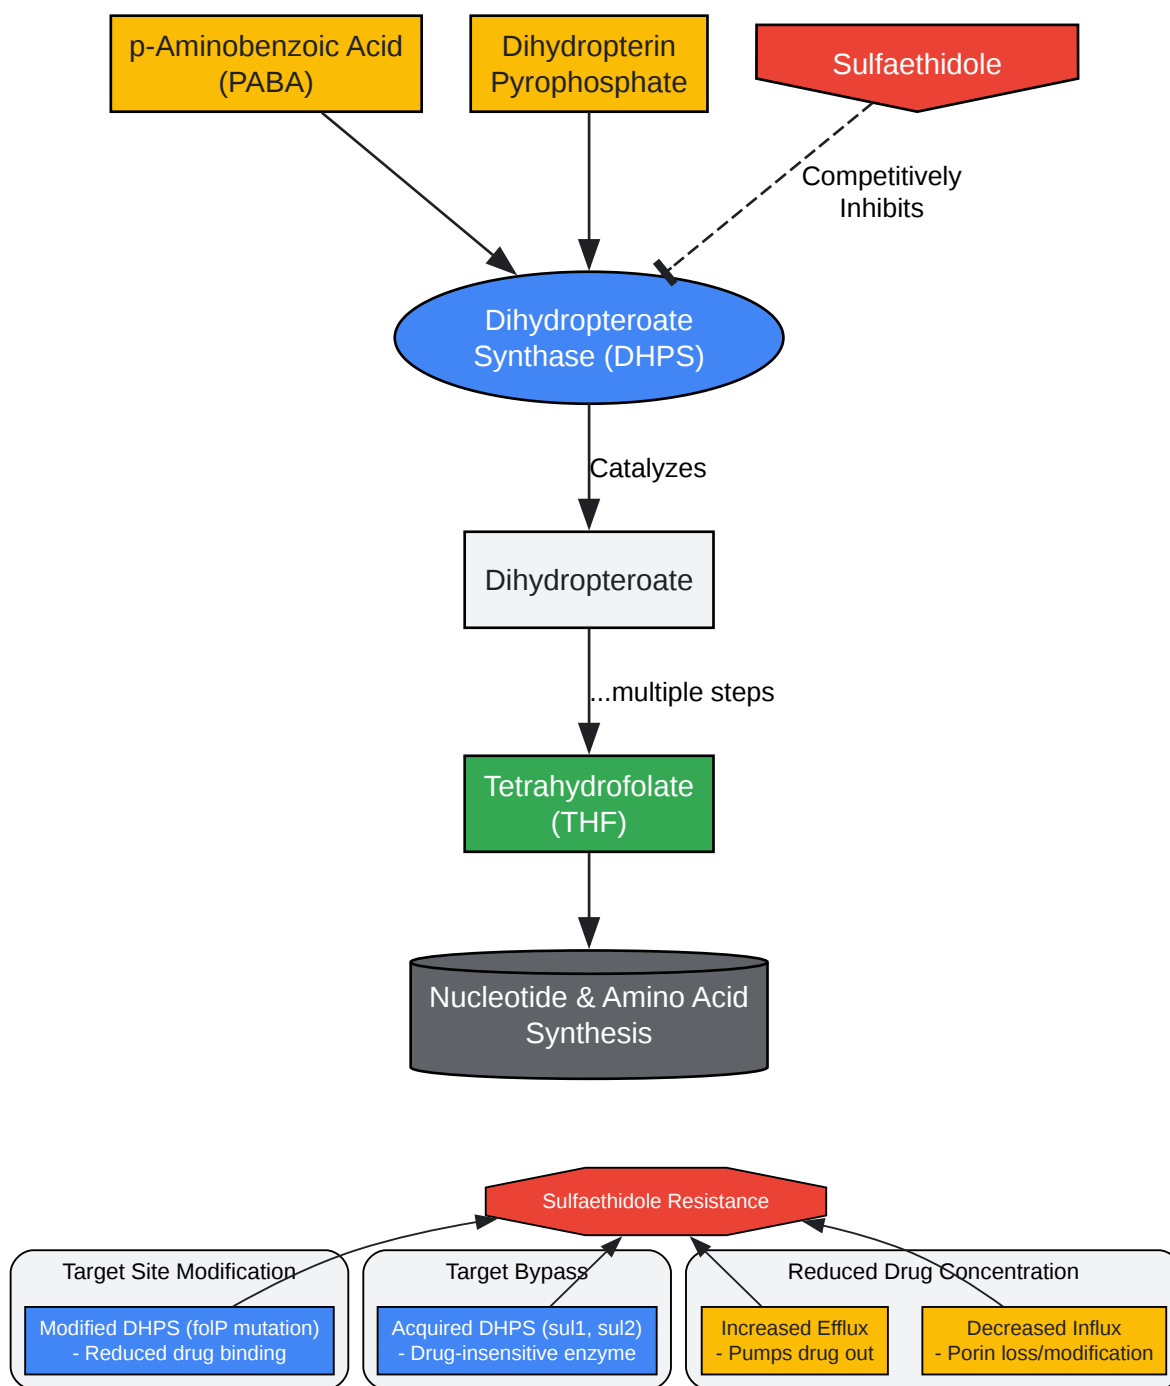 p-Aminobenzoic Acid
(PABA)
Dihydropterin
Pyrophosphate
Sulfaethidole
Competitively
Inhibits
Dihydropteroate
Synthase (DHPS)
Catalyzes
Dihydropteroate
...multiple steps
Tetrahydrofolate
(THF)
Nucleotide & Amino Acid
Synthesis
Sulfaethidole Resistance
Target Site Modification
Modified DHPS (folP mutation)
- Reduced drug binding
Target Bypass
Acquired DHPS (sul1, sul2)
- Drug-insensitive enzyme
Reduced Drug Concentration
Increased Efflux
- Pumps drug out
Decreased Influx
- Porin loss/modification